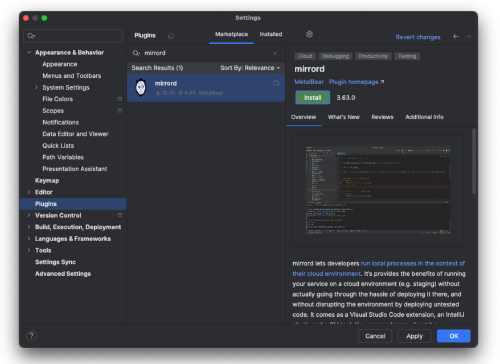 Settings
Plugins
Marketplace
Installed
Revert changes
Appearance & Behavior
Appearance
Menus and Toolbars
System Settings
File Colors
Scopes
Notifications
Data Editor and Viewer
Quick Lists
Path Variables
Presentation Assistant
Keymap
Editor
Plugins
Version Control
Build, Execution, Deployment
Languages & Frameworks
Tools
Settings Sync
Advanced Settings
mirrord
Search Results (1)
Sort By: Relevance
mirrord
MetalBear
Cloud Debugging Productivity Testing
mirrord
MetalBear Plugin homepage
Install 3.63.0
Overview What's New Reviews Additional Info
mirrord lets developers run local processes in the context of
their cloud environment. It's provides the benefits of running
your service on a cloud environment (e.g. staging) without
actually going through the hassle of deploying it there, and
without disrupting the environment by deploying untested
code. It comes as a Visual Studio Code extension, an IntelliJ
?
Cancel
Apply
OK